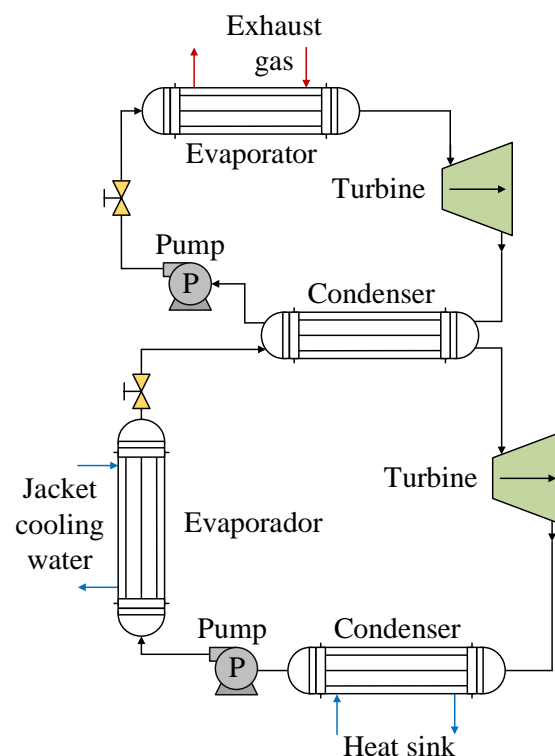 Exhaust
gas
Evaporator
Turbine
Pump
P
Condenser
Turbine
Jacket
cooling
water
Evaporador
Pump
P
Condenser
Heat sink